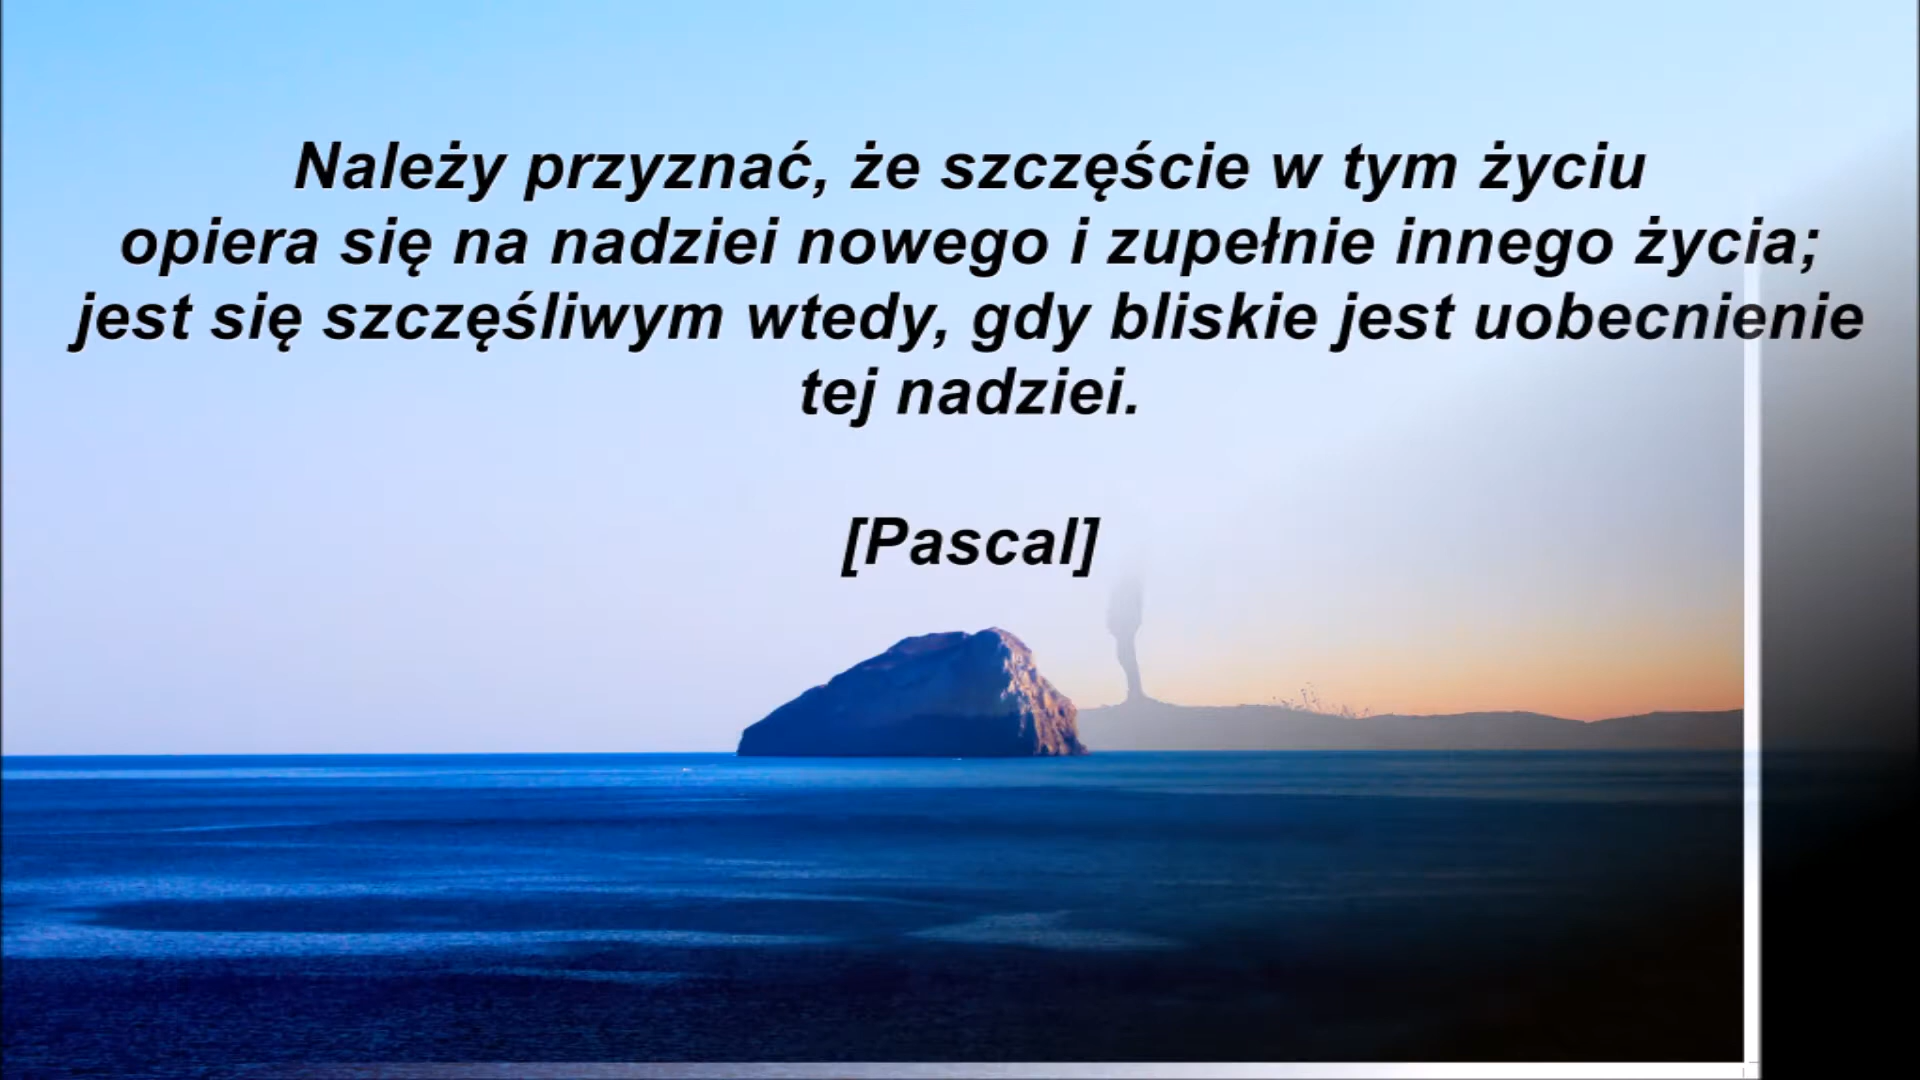 Należy przyznać, że szczęście w tym życiu
opiera się na nadziei nowego i zupełnie innego życia;
jest się szczęśliwym wtedy, gdy bliskie jest uobecnienie
tej nadziei.
[Pascal]